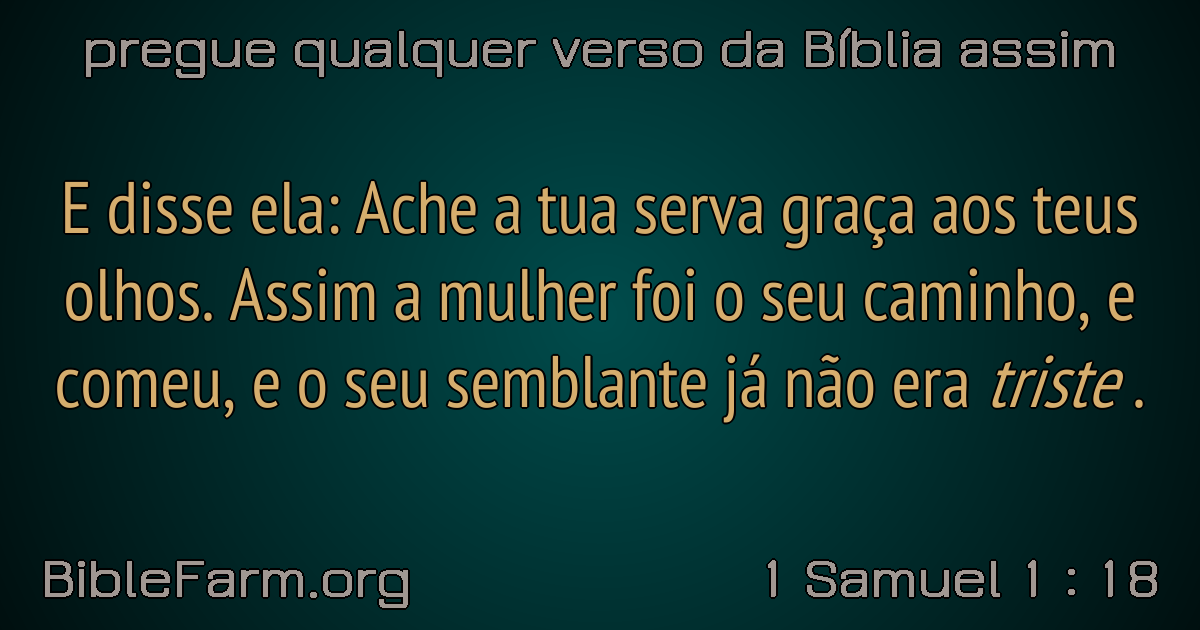 pregue qualquer verso da Bíblia assim
E disse ela: Ache a tua serva graça aos teus
olhos. Assim a mulher foi o seu caminho, e
comeu, e o seu semblante já não era triste .
BibleFarm.org
1 Samuel 1 : 18